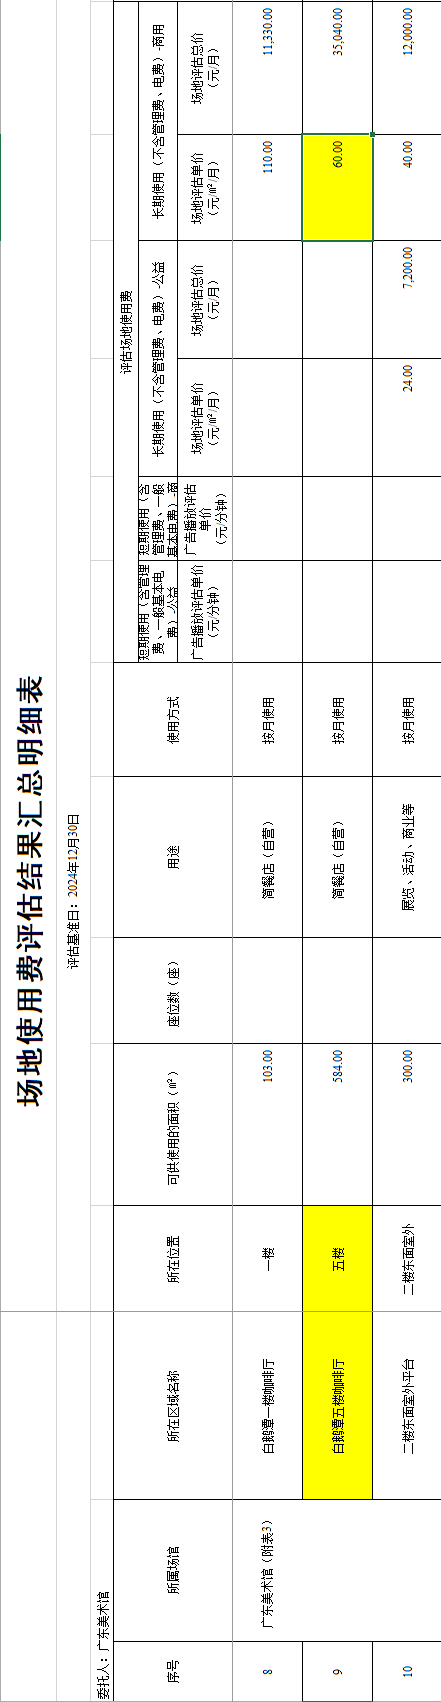 场地使用费评估结果汇总明细表
评估基准日：2024年12月30日
委托人：广东美术馆
序号
所属场馆
所在区域名称
所在位置
可供使用的面积（㎡）
座位数（座）
用途
使用方式
评估场地使用费
短期使用（含管理费、一般基本电费）-公益
短期使用（含管理费、一般基本电费）-商
长期使用（不含管理费、电费）-公益
长期使用（不含管理费、电费）-商用
广告播放评估单价（元/分钟）
广告播放评估单价（元/分钟）
场地评估单价（元/㎡/月）
场地评估总价（元/月）
场地评估单价（元/㎡/月）
场地评估总价（元/月）
8 广东美术馆（附表3） 白鹅潭一楼咖啡厅 一楼 103.00 简餐店（自营） 按月使用 110.00 11,330.00
9 白鹅潭五楼咖啡厅 五楼 584.00 简餐店（自营） 按月使用 60.00 35,040.00
10 二楼东面室外平台 二楼东面室外 300.00 展览、活动、商业等 按月使用 24.00 7,200.00 40.00 12,000.00